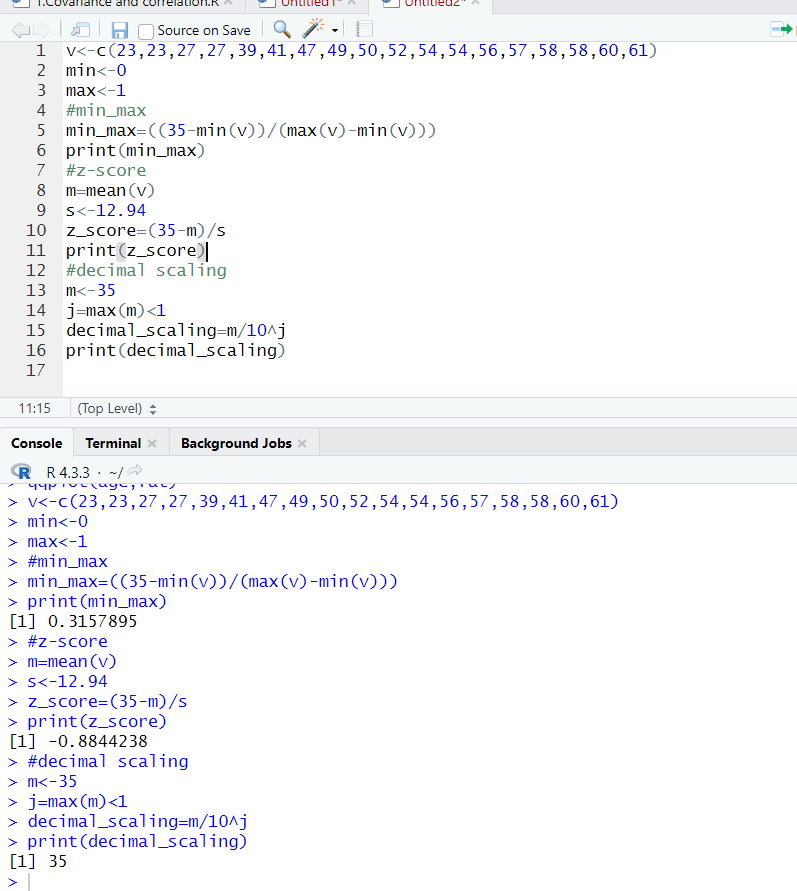 1.Covariance and correlation.R × Untitled1* × Untitled2* ×
Source on Save
1 v<-c(23,23,27,27,39,41,47,49,50,52,54,54,56,57,58,58,60,61)
2 min<-0
3 max<-1
4 #min_max
5 min_max=((35-min(v))/(max(v)-min(v)))
6 print(min_max)
7 #z-score
8 m=mean(v)
9 s<-12.94
10 z_score=(35-m)/s
11 print(z_score)
12 #decimal scaling
13 m<-35
14 j=max(m)<1
15 decimal_scaling=m/10^j
16 print(decimal_scaling)
17
11:15 (Top Level)
Console Terminal × Background Jobs ×
R R 4.3.3 · ~/
> qqplot(age,fat)
> v<-c(23,23,27,27,39,41,47,49,50,52,54,54,56,57,58,58,60,61)
> min<-0
> max<-1
> #min_max
> min_max=((35-min(v))/(max(v)-min(v)))
> print(min_max)
[1] 0.3157895
> #z-score
> m=mean(v)
> s<-12.94
> z_score=(35-m)/s
> print(z_score)
[1] -0.8844238
> #decimal scaling
> m<-35
> j=max(m)<1
> decimal_scaling=m/10^j
> print(decimal_scaling)
[1] 35
>